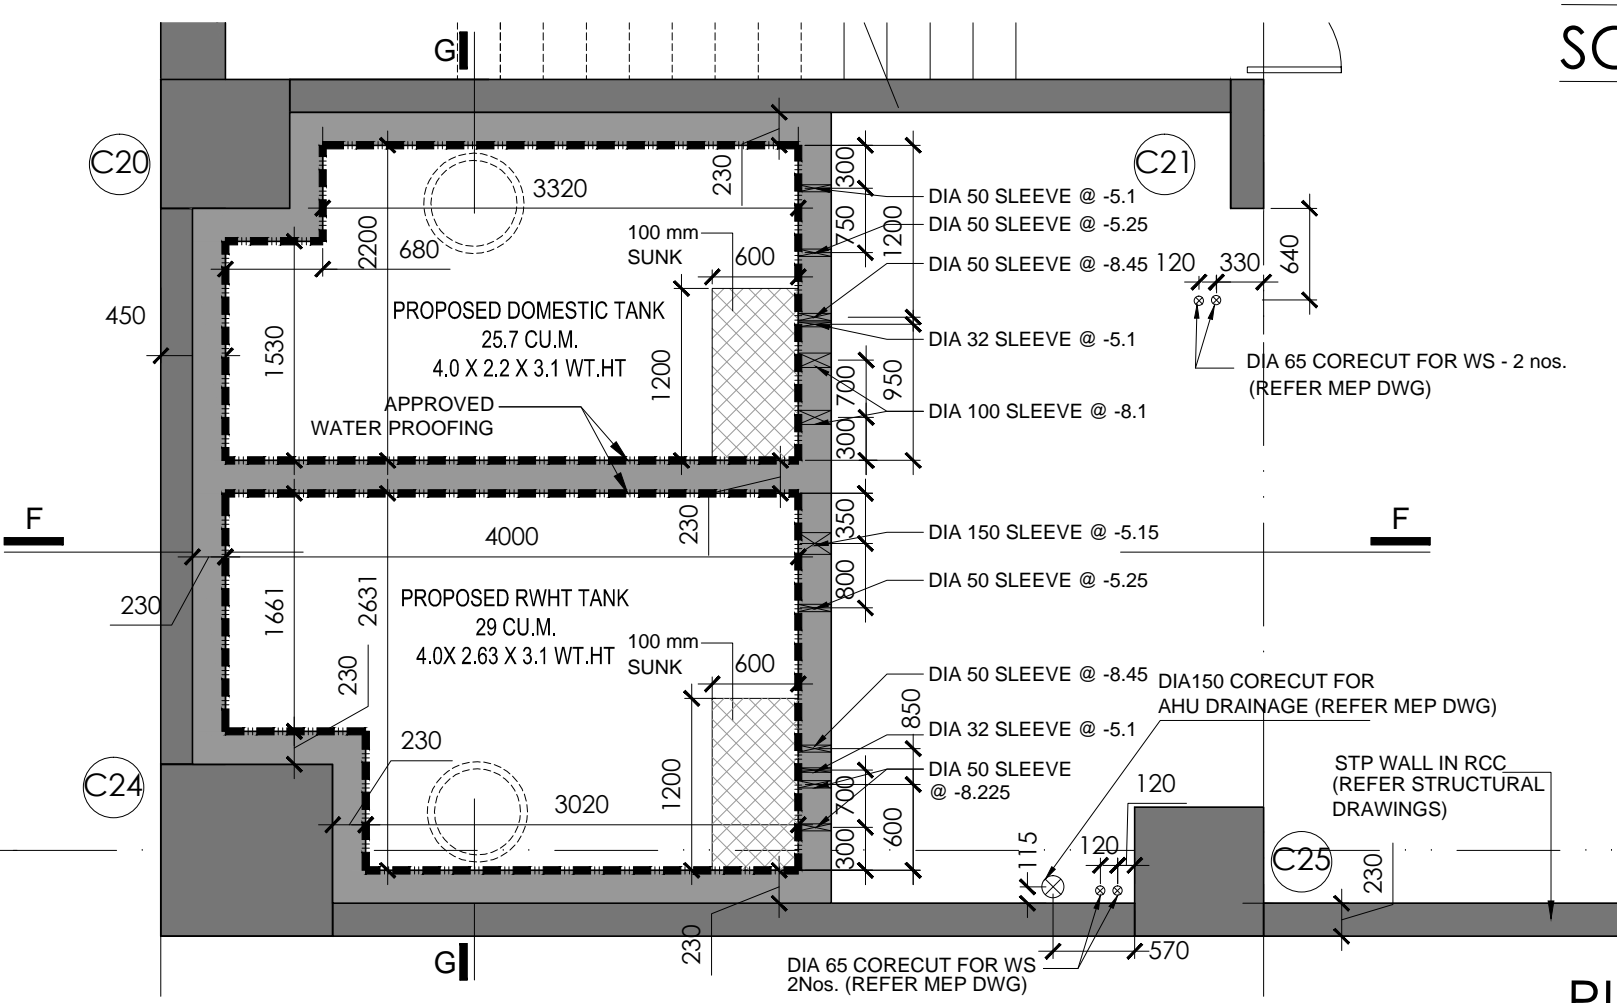 SC
G
C20
C21
230
300
3320
DIA 50 SLEEVE @ -5.1
750
DIA 50 SLEEVE @ -5.25
1200
2200
680
100 mm
SUNK
600
DIA 50 SLEEVE @ -8.45
120
330
640
450
PROPOSED DOMESTIC TANK
25.7 CU.M.
4.0 X 2.2 X 3.1 WT.HT
1530
1200
DIA 32 SLEEVE @ -5.1
DIA 65 CORECUT FOR WS - 2 nos.
(REFER MEP DWG)
700
950
APPROVED
WATER PROOFING
DIA 100 SLEEVE @ -8.1
300
F
230
350
F
4000
DIA 150 SLEEVE @ -5.15
800
DIA 50 SLEEVE @ -5.25
230
1661
2631
PROPOSED RWHT TANK
29 CU.M.
4.0X 2.63 X 3.1 WT.HT
100 mm
SUNK
600
230
DIA 50 SLEEVE @ -8.45
DIA150 CORECUT FOR
AHU DRAINAGE (REFER MEP DWG)
850
DIA 32 SLEEVE @ -5.1
230
C24
DIA 50 SLEEVE
@ -8.225
STP WALL IN RCC
(REFER STRUCTURAL
DRAWINGS)
1200
700
120
3020
600
300
115
120
C25
230
230
G
570
DIA 65 CORECUT FOR WS
2Nos. (REFER MEP DWG)